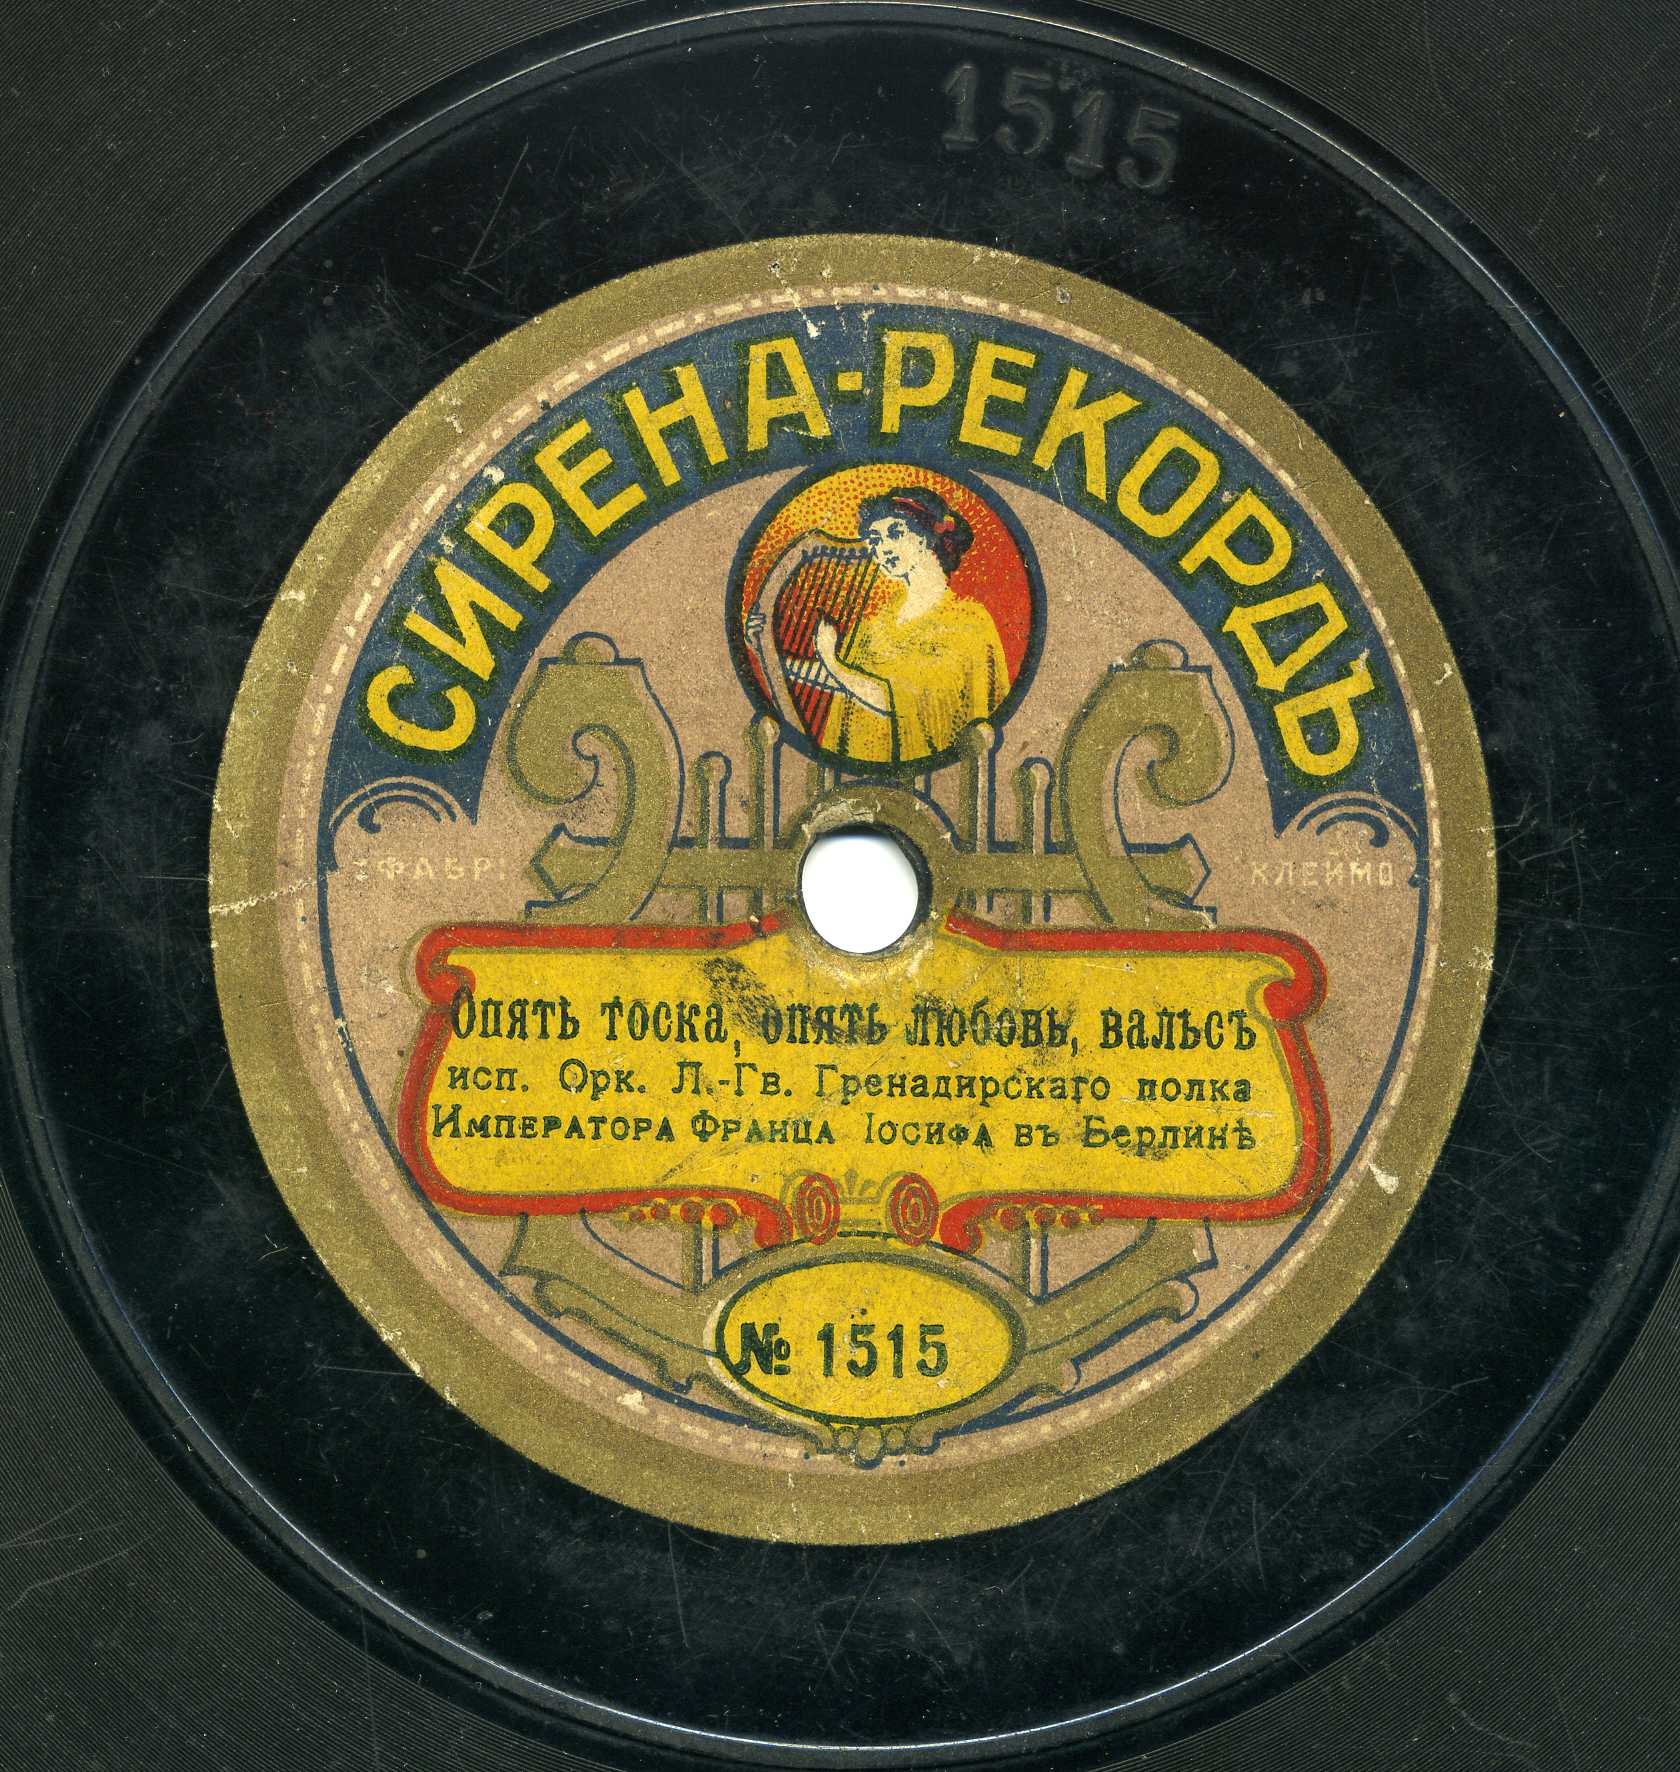 1515
СИРЕНА-РЕКОРДЪ
КЛЕЙМО
Опять тоска, опять любовь, вальсъ
исп. Орк. Л.-Гв. Гренадирскаго полка
Императора Франца Іосифа въ Берлинѣ
№ 1515